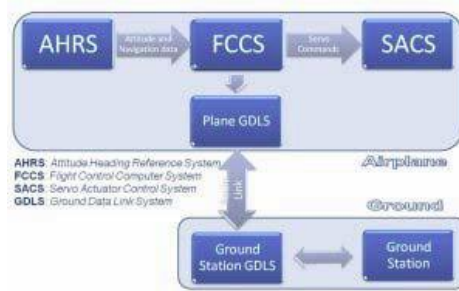 AHRS
Attitude and
Navigation data
FCCS
Servo
Commands
SACS
Plane GDLS
AHRS: Attitude Heading Reference System
FCCS: Flight Control Computer System
SACS: Servo Actuator Control System
GDLS: Ground Data Link System
Airplane
Link
Ground
Ground
Station GDLS
Ground
Station